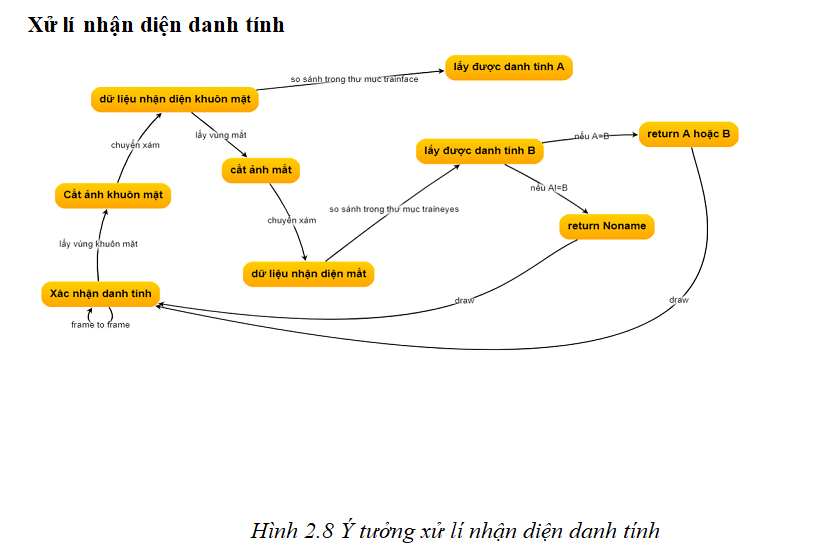 Xử lí nhận diện danh tính
lấy được danh tính A
so sánh trong thư mục trainface
dữ liệu nhận diện khuôn mặt
lấy vùng mắt
nếu A=B
return A hoặc B
chuyển xám
lấy được danh tính B
cắt ảnh mắt
nếu A!=B
Cắt ảnh khuôn mặt
so sánh trong thư mục traineyes
chuyển xám
return Noname
lấy vùng khuôn mặt
dữ liệu nhận diện mắt
Xác nhận danh tính
draw
draw
frame to frame
Hình 2.8 Ý tưởng xử lí nhận diện danh tính